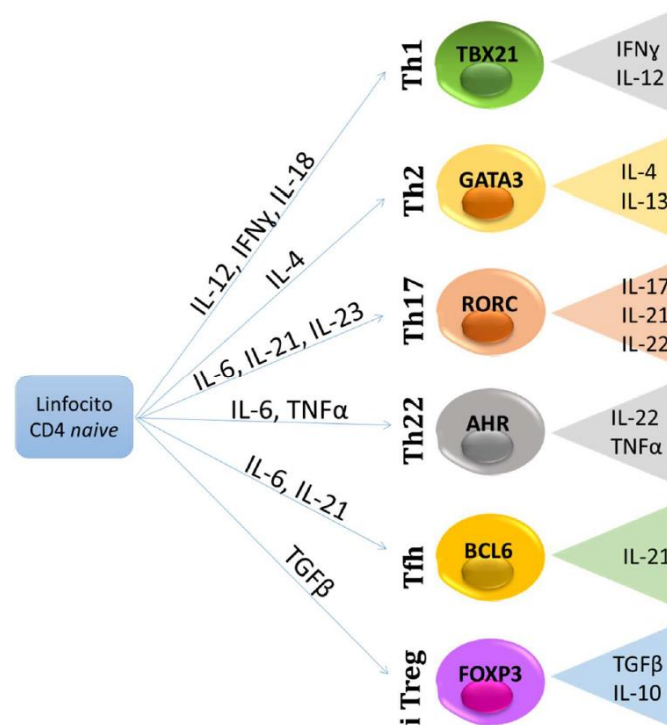 Linfocito
CD4 naive
IL-12, IFNɣ, IL-18
IL-4
IL-6, IL-21, IL-23
IL-6, TNFα
IL-6, IL-21
TGFβ
Th1
TBX21
IFNɣ
IL-12
Th2
GATA3
IL-4
IL-13
Th17
RORC
IL-17
IL-21
IL-22
Th22
AHR
IL-22
TNFα
Tfh
BCL6
IL-21
i Treg
FOXP3
TGFβ
IL-10